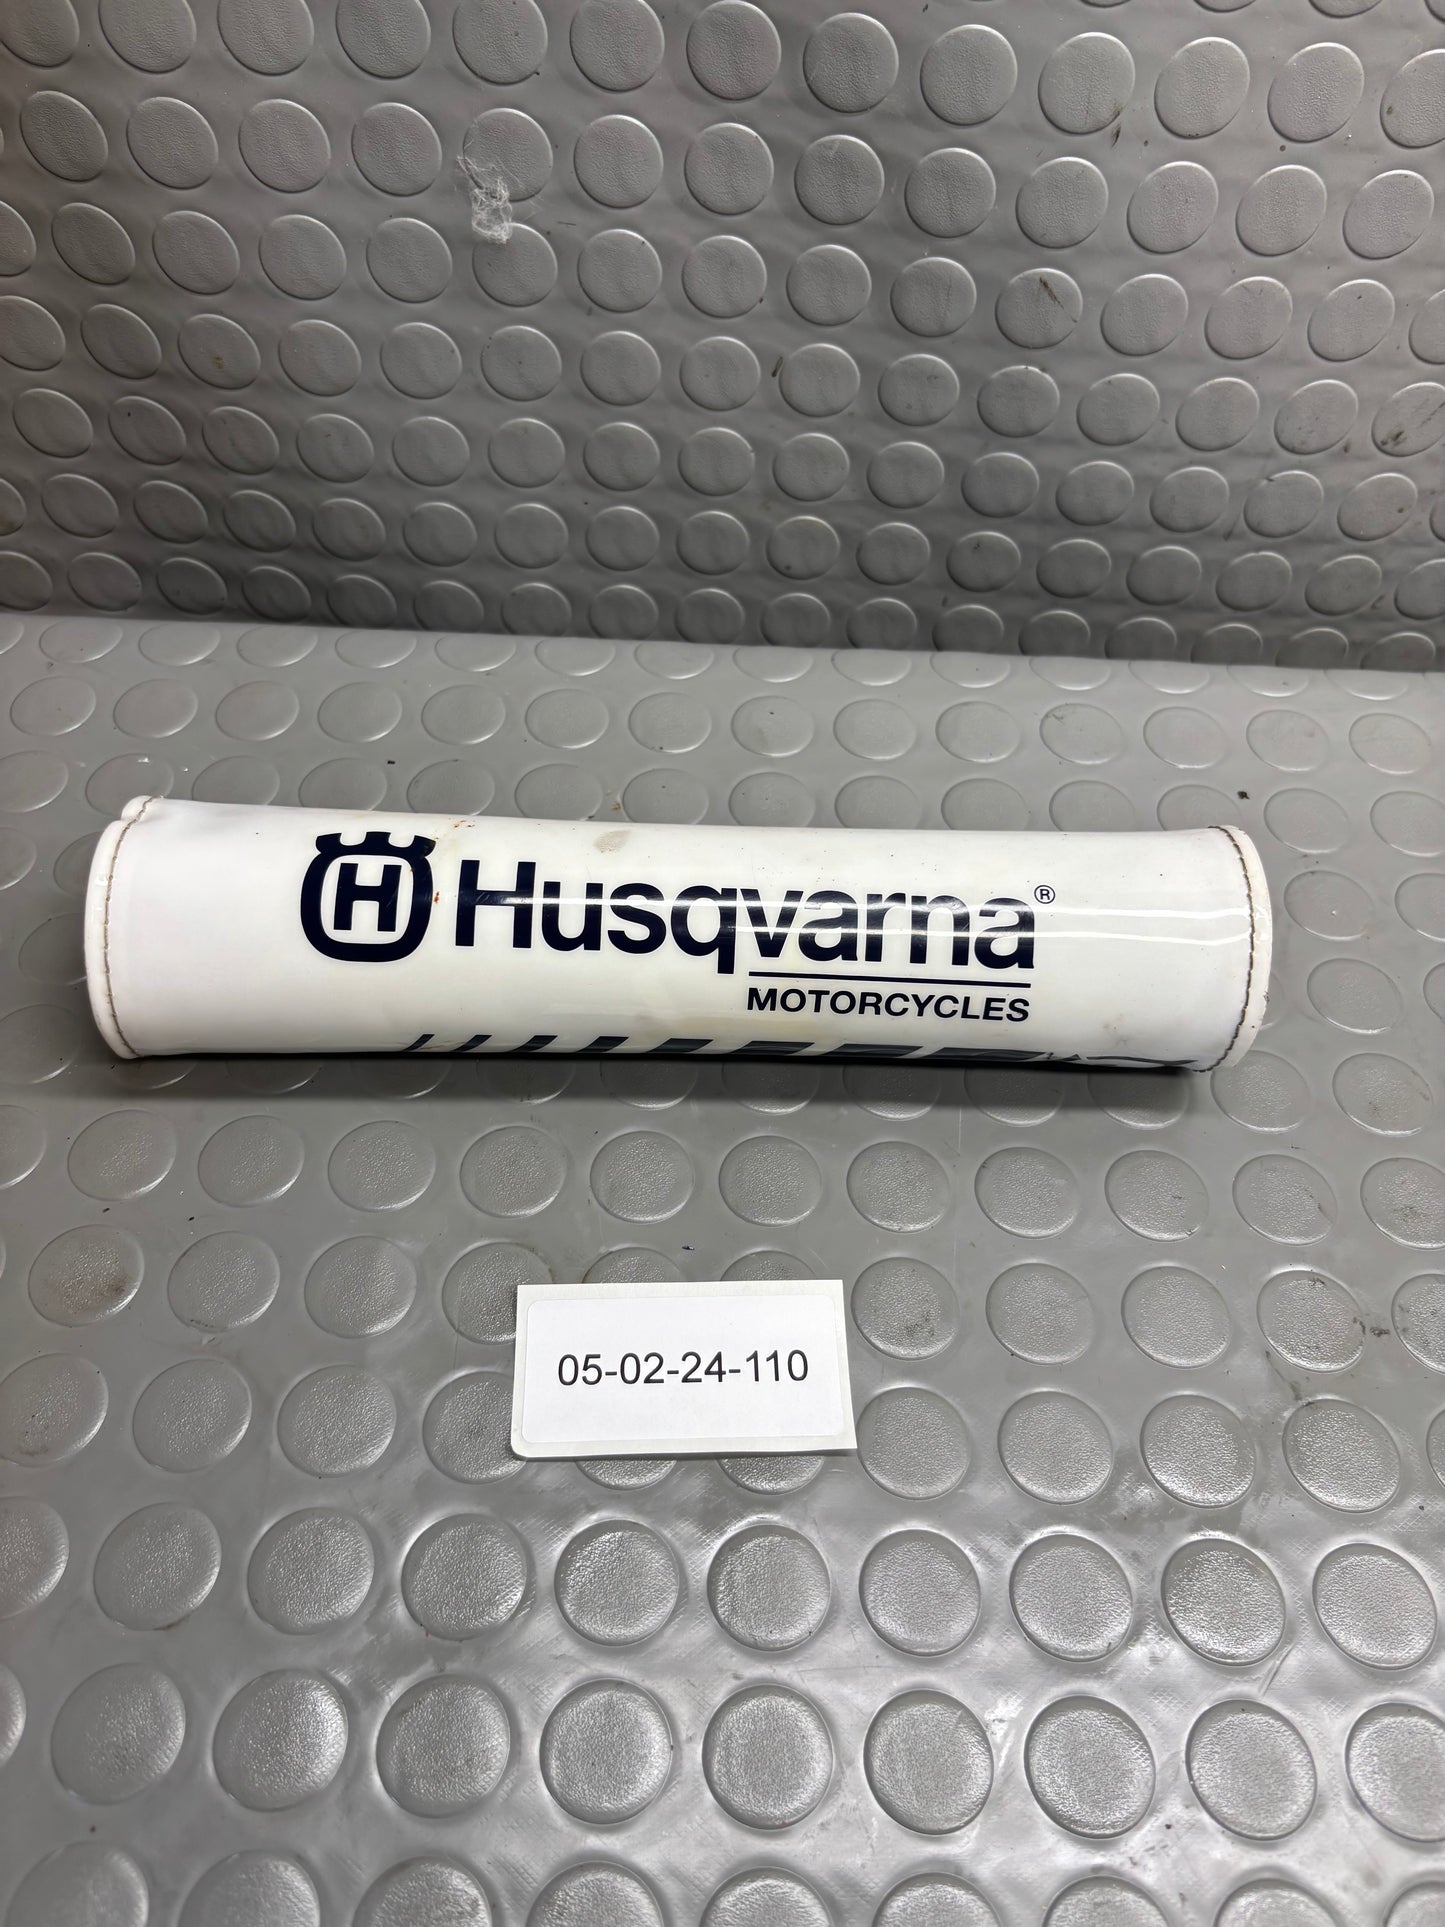 H Husqvarna®
MOTORCYCLES
05-02-24-110